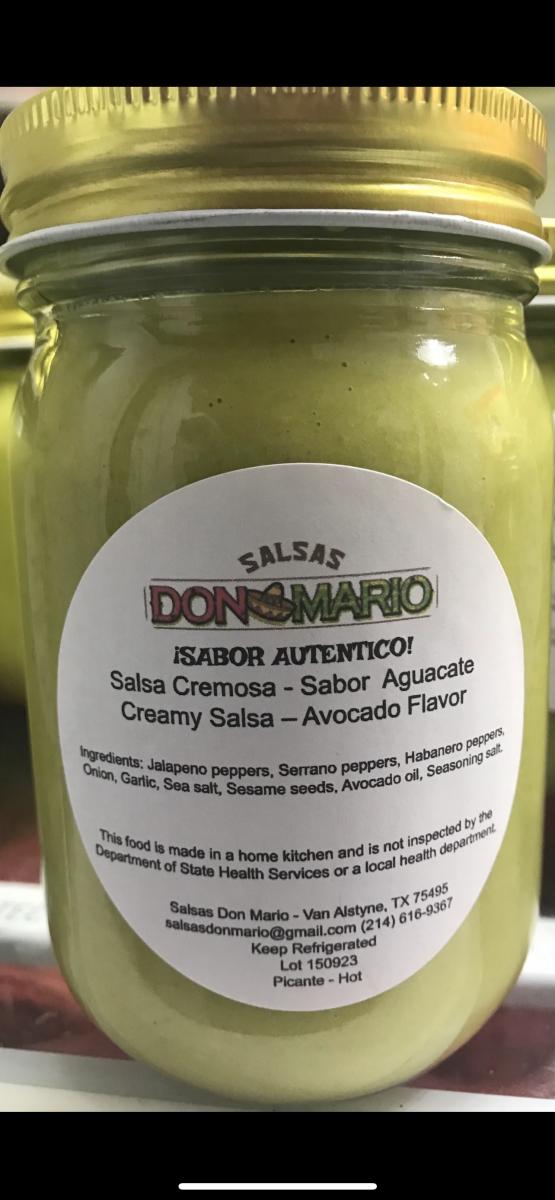 SALSAS
DON MARIO
¡SABOR AUTENTICO!
Salsa Cremosa - Sabor Aguacate
Creamy Salsa – Avocado Flavor
Ingredients: Jalapeno peppers, Serrano peppers, Habanero peppers,
Onion, Garlic, Sea salt, Sesame seeds, Avocado oil, Seasoning salt.
This food is made in a home kitchen and is not inspected by the
Department of State Health Services or a local health department.
Salsas Don Mario - Van Alstyne, TX 75495
salsasdonmario@gmail.com (214) 616-9367
Keep Refrigerated
Lot 150923
Picante - Hot